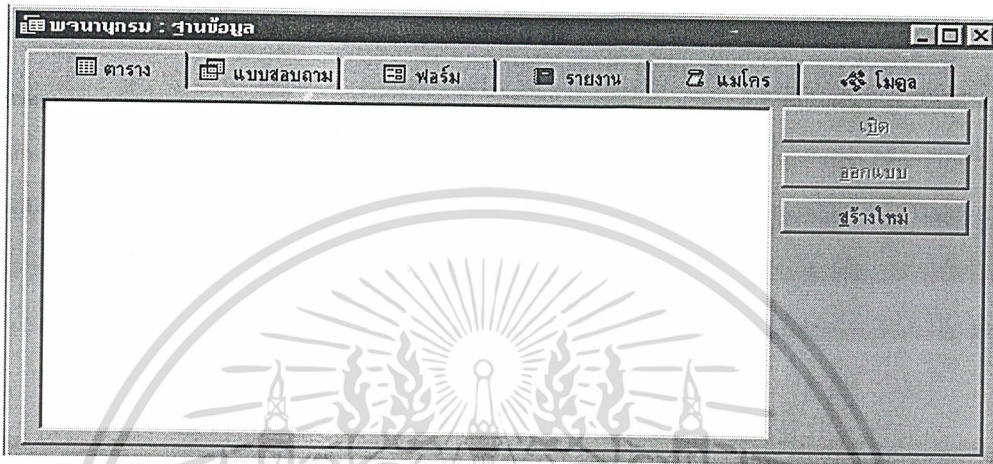 พจนานุกรม : ฐานข้อมูล
ตาราง แบบสอบถาม ฟอร์ม รายงาน แมโคร โมดูล
เปิด
ออกแบบ
สร้างใหม่